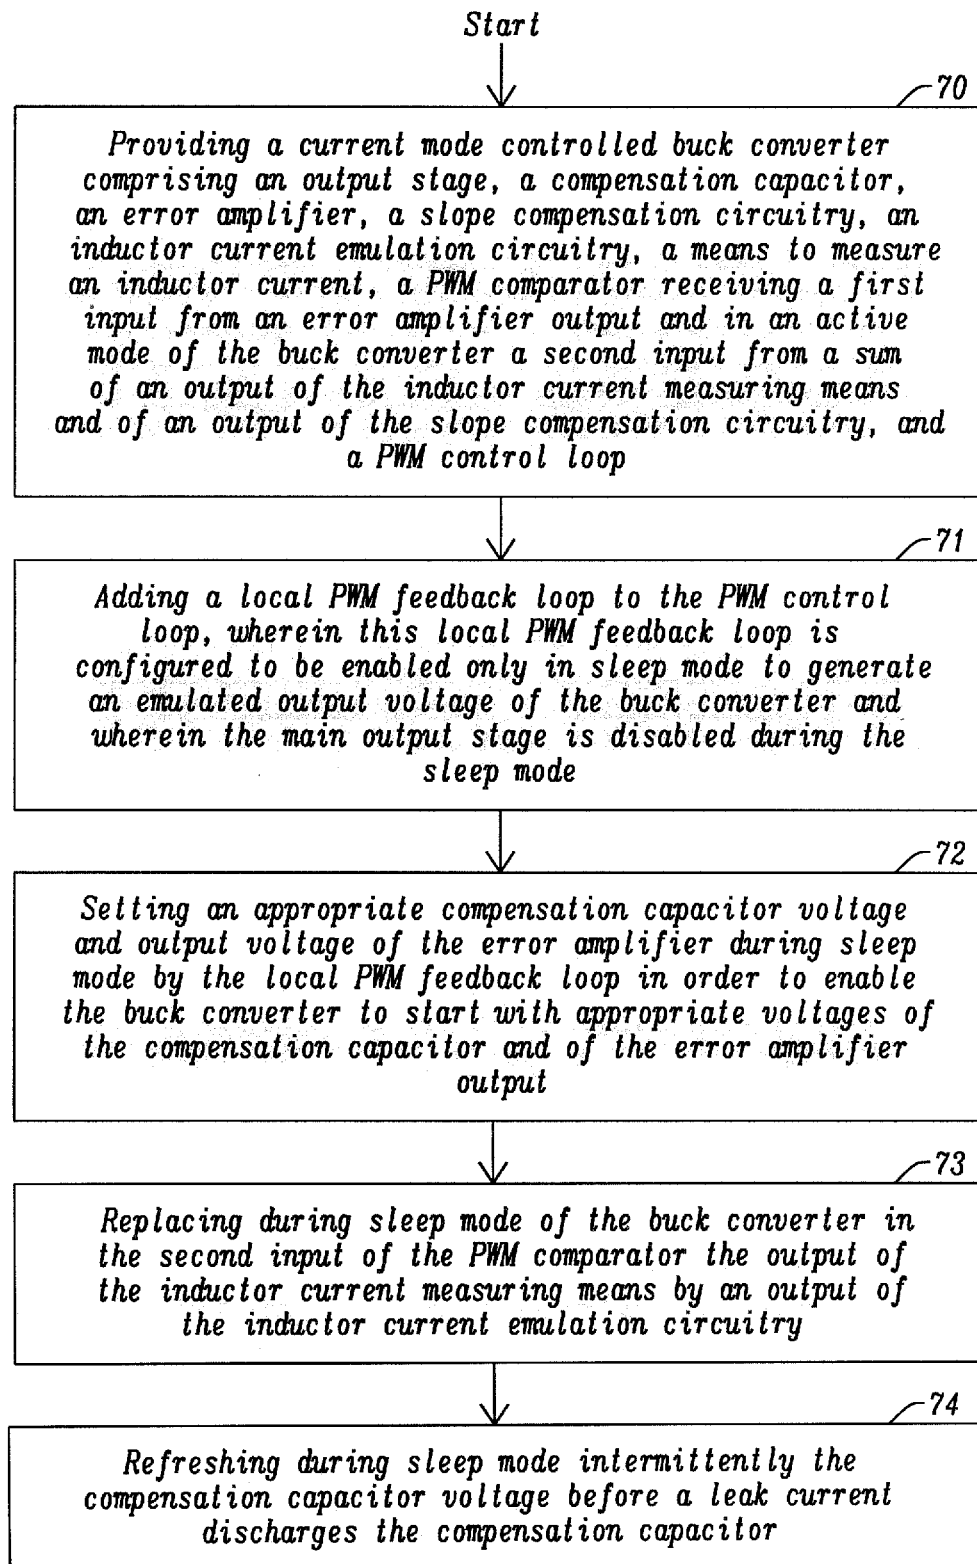 Start
70
Providing a current mode controlled buck converter
comprising an output stage, a compensation capacitor,
an error amplifier, a slope compensation circuitry, an
inductor current emulation circuitry, a means to measure
an inductor current, a PWM comparator receiving a first
input from an error amplifier output and in an active
mode of the buck converter a second input from a sum
of an output of the inductor current measuring means
and of an output of the slope compensation circuitry, and
a PWM control loop
71
Adding a local PWM feedback loop to the PWM control
loop, wherein this local PWM feedback loop is
configured to be enabled only in sleep mode to generate
an emulated output voltage of the buck converter and
wherein the main output stage is disabled during the
sleep mode
72
Setting an appropriate compensation capacitor voltage
and output voltage of the error amplifier during sleep
mode by the local PWM feedback loop in order to enable
the buck converter to start with appropriate voltages of
the compensation capacitor and of the error amplifier
output
73
Replacing during sleep mode of the buck converter in
the second input of the PWM comparator the output of
the inductor current measuring means by an output of
the inductor current emulation circuitry
74
Refreshing during sleep mode intermittently the
compensation capacitor voltage before a leak current
discharges the compensation capacitor